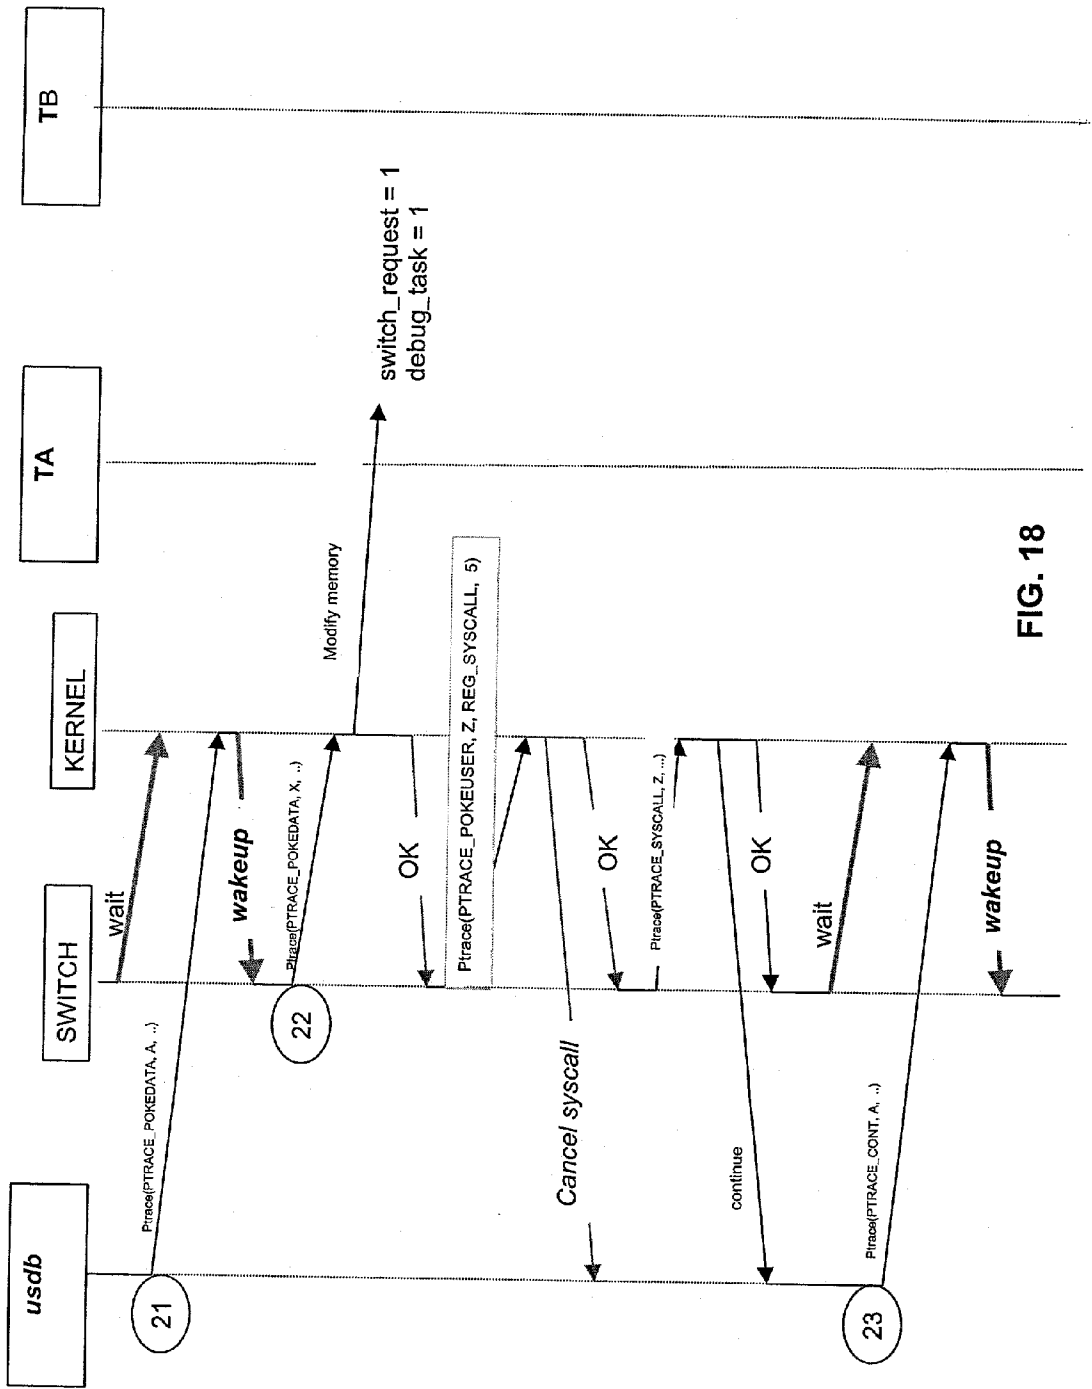 usdb
SWITCH
KERNEL
TA
TB
wait
21
Ptrace(PTRACE_POKEDATA, A, ..)
wakeup
22
Ptrace(PTRACE_POKEDATA, X, ..)
Modify memory
switch_request = 1
debug_task = 1
OK
Ptrace(PTRACE_POKEUSER, Z, REG_SYSCALL, 5)
Cancel syscall
OK
Ptrace(PTRACE_SYSCALL, Z, ...)
continue
OK
wait
23
Ptrace(PTRACE_CONT, A, ..)
wakeup
FIG. 18